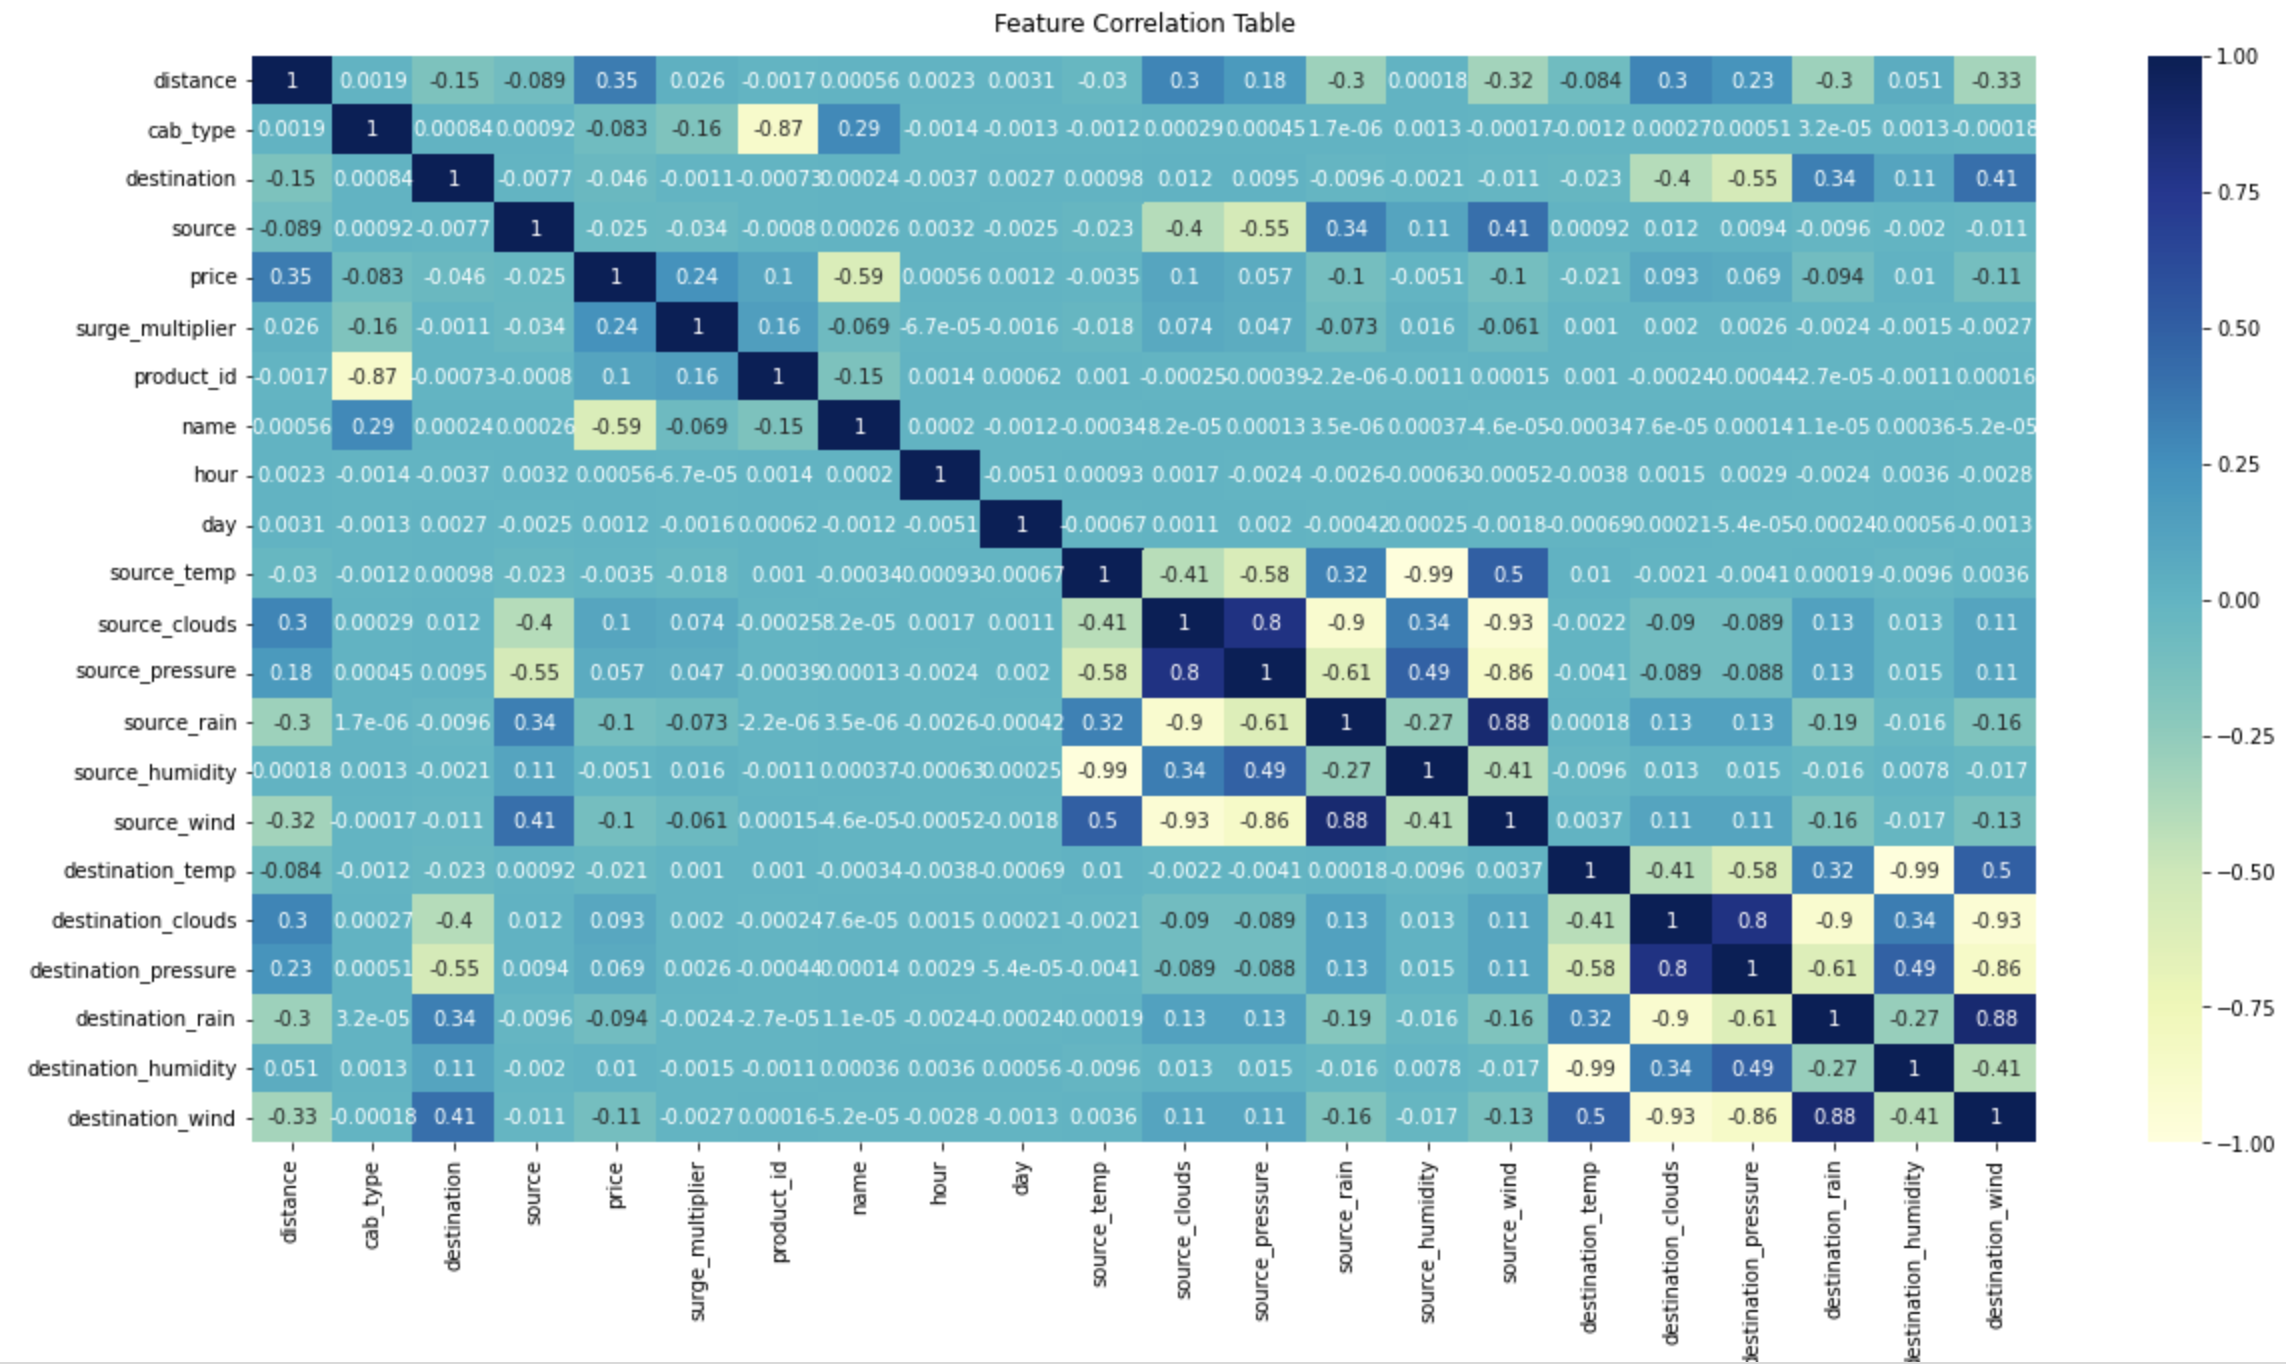 Feature Correlation Table
distance 1 0.0019 -0.15 -0.089 0.35 0.026 -0.0017 0.00056 0.0023 0.0031 -0.03 0.3 0.18 -0.3 0.00018 -0.32 -0.084 0.3 0.23 -0.3 0.051 -0.33
cab_type 0.0019 1 0.00084 0.00092 -0.083 -0.16 -0.87 0.29 -0.0014 -0.0013 -0.0012 0.00029 0.00045 1.7e-06 0.0013 -0.00017 -0.0012 0.00027 0.00051 3.2e-05 0.0013 -0.00018
destination -0.15 0.00084 1 -0.0077 -0.046 -0.0011 -0.00073 0.00024 -0.0037 0.0027 0.00098 0.012 0.0095 -0.0096 -0.0021 -0.011 -0.023 -0.4 -0.55 0.34 0.11 0.41
source -0.089 0.00092 -0.0077 1 -0.025 -0.034 -0.0008 0.00026 0.0032 -0.0025 -0.023 -0.4 -0.55 0.34 0.11 0.41 0.00092 0.012 0.0094 -0.0096 -0.002 -0.011
price 0.35 -0.083 -0.046 -0.025 1 0.24 0.1 -0.59 0.00056 0.0012 -0.0035 0.1 0.057 -0.1 -0.0051 -0.1 -0.021 0.093 0.069 -0.094 0.01 -0.11
surge_multiplier 0.026 -0.16 -0.0011 -0.034 0.24 1 0.16 -0.069 -6.7e-05 -0.0016 -0.018 0.074 0.047 -0.073 0.016 -0.061 0.001 0.002 0.0026 -0.0024 -0.0015 -0.0027
product_id -0.0017 -0.87 -0.00073 -0.0008 0.1 0.16 1 -0.15 0.0014 0.00062 0.001 -0.00025 -0.00039 -2.2e-06 -0.0011 0.00015 0.001 -0.00024 -0.00044 -2.7e-05 -0.0011 0.00016
name 0.00056 0.29 0.00024 0.00026 -0.59 -0.069 -0.15 1 0.0002 -0.0012 -0.00034 8.2e-05 0.00013 3.5e-06 0.00037 -4.6e-05 -0.00034 7.6e-05 0.00014 1.1e-05 0.00036 -5.2e-05
hour 0.0023 -0.0014 -0.0037 0.0032 0.00056 -6.7e-05 0.0014 0.0002 1 -0.0051 0.00093 0.0017 -0.0024 -0.0026 -0.00063 -0.00052 -0.0038 0.0015 0.0029 -0.0024 0.0036 -0.0028
day 0.0031 -0.0013 0.0027 -0.0025 0.0012 -0.0016 0.00062 -0.0012 -0.0051 1 -0.00067 0.0011 0.002 -0.00042 0.00025 -0.0018 -0.00069 0.00021 -5.4e-05 -0.00024 0.00056 -0.0013
source_temp -0.03 -0.0012 0.00098 -0.023 -0.0035 -0.018 0.001 -0.00034 0.00093 -0.00067 1 -0.41 -0.58 0.32 -0.99 0.5 0.01 -0.0021 -0.0041 0.00019 -0.0096 0.0036
source_clouds 0.3 0.00029 0.012 -0.4 0.1 0.074 -0.00025 8.2e-05 0.0017 0.0011 -0.41 1 0.8 -0.9 0.34 -0.93 -0.0022 -0.09 -0.089 0.13 0.013 0.11
source_pressure 0.18 0.00045 0.0095 -0.55 0.057 0.047 -0.00039 0.00013 -0.0024 0.002 -0.58 0.8 1 -0.61 0.49 -0.86 -0.0041 -0.089 -0.088 0.13 0.015 0.11
source_rain -0.3 1.7e-06 -0.0096 0.34 -0.1 -0.073 -2.2e-06 3.5e-06 -0.0026 -0.00042 0.32 -0.9 -0.61 1 -0.27 0.88 0.00018 0.13 0.13 -0.19 -0.016 -0.16
source_humidity 0.00018 0.0013 -0.0021 0.11 -0.0051 0.016 -0.0011 0.00037 -0.00063 0.00025 -0.99 0.34 0.49 -0.27 1 -0.41 -0.0096 0.013 0.015 -0.016 0.0078 -0.017
source_wind -0.32 -0.00017 -0.011 0.41 -0.1 -0.061 0.00015 -4.6e-05 -0.00052 -0.0018 0.5 -0.93 -0.86 0.88 -0.41 1 0.0037 0.11 0.11 -0.16 -0.017 -0.13
destination_temp -0.084 -0.0012 -0.023 0.00092 -0.021 0.001 0.001 -0.00034 -0.0038 -0.00069 0.01 -0.0022 -0.0041 0.00018 -0.0096 0.0037 1 -0.41 -0.58 0.32 -0.99 0.5
destination_clouds 0.3 0.00027 -0.4 0.012 0.093 0.002 -0.00024 7.6e-05 0.0015 0.00021 -0.0021 -0.09 -0.089 0.13 0.013 0.11 -0.41 1 0.8 -0.9 0.34 -0.93
destination_pressure 0.23 0.00051 -0.55 0.0094 0.069 0.0026 -0.00044 0.00014 0.0029 -5.4e-05 -0.0041 -0.089 -0.088 0.13 0.015 0.11 -0.58 0.8 1 -0.61 0.49 -0.86
destination_rain -0.3 3.2e-05 0.34 -0.0096 -0.094 -0.0024 -2.7e-05 1.1e-05 -0.0024 -0.00024 0.00019 0.13 0.13 -0.19 -0.016 -0.16 0.32 -0.9 -0.61 1 -0.27 0.88
destination_humidity 0.051 0.0013 0.11 -0.002 0.01 -0.0015 -0.0011 0.00036 0.0036 0.00056 -0.0096 0.013 0.015 -0.016 0.0078 -0.017 -0.99 0.34 0.49 -0.27 1 -0.41
destination_wind -0.33 -0.00018 0.41 -0.011 -0.11 -0.0027 0.00016 -5.2e-05 -0.0028 -0.0013 0.0036 0.11 0.11 -0.16 -0.017 -0.13 0.5 -0.93 -0.86 0.88 -0.41 1
distance
cab_type
destination
source
price
surge_multiplier
product_id
name
hour
day
source_temp
source_clouds
source_pressure
source_rain
source_humidity
source_wind
destination_temp
destination_clouds
destination_pressure
destination_rain
destination_humidity
destination_wind
1.00
0.75
0.50
0.25
0.00
−0.25
−0.50
−0.75
−1.00